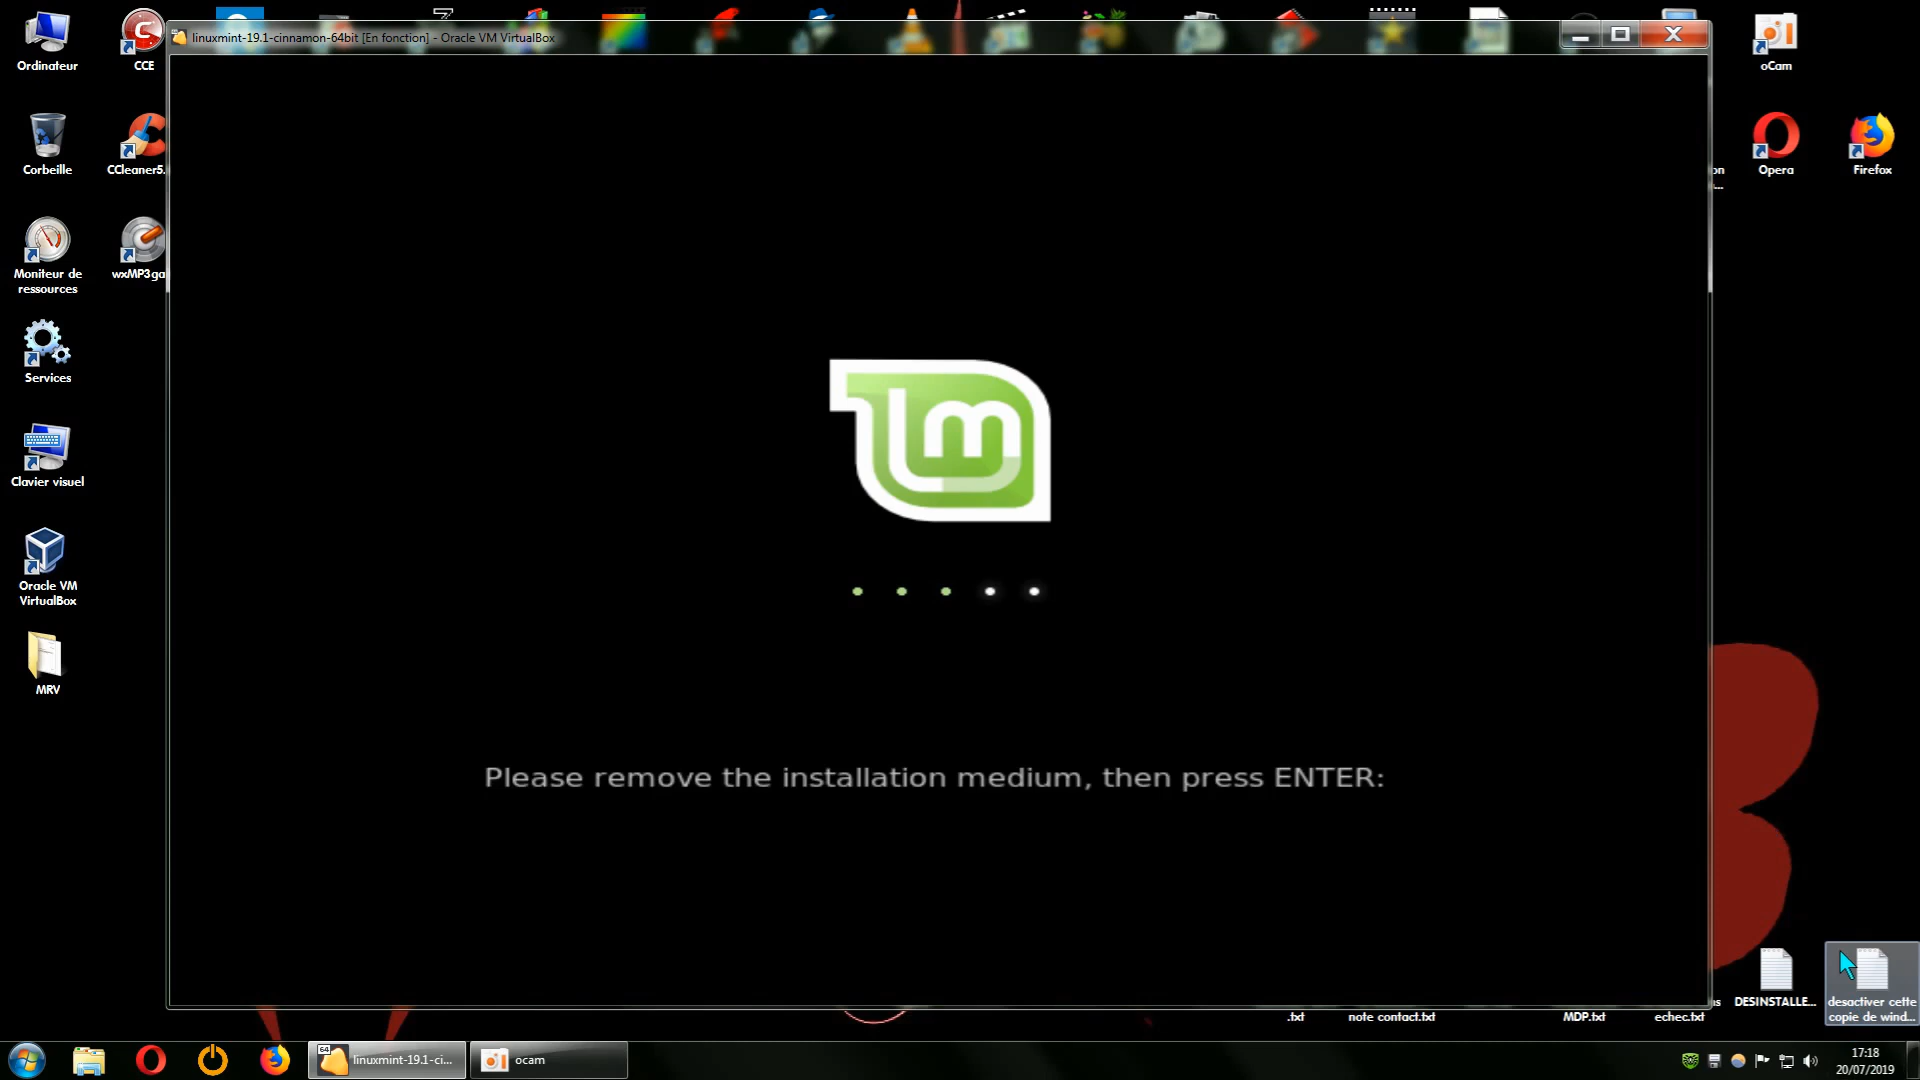 linuxmint-19.1-cinnamon-64bit [En fonction] - Oracle VM VirtualBox
Ordinateur
CCE
oCam
Corbeille
CCleaner5.
Opera
Firefox
Moniteur de
ressources
wxMP3ga
Services
Clavier visuel
Oracle VM
VirtualBox
MRV
lm
Please remove the installation medium, then press ENTER:
DESINSTALLE...
desactiver cette
copie de wind...
.txt
note contact.txt
MDP.txt
echec.txt
64
linuxmint-19.1-ci...
ocam
17:18
20/07/2019